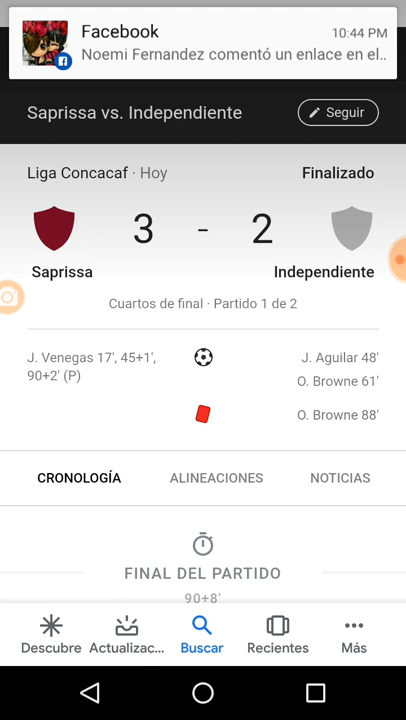 Facebook
10:44 PM
Noemi Fernandez comentó un enlace en el..
Saprissa vs. Independiente
Seguir
Liga Concacaf · Hoy
Finalizado
3 - 2
Saprissa
Independiente
Cuartos de final · Partido 1 de 2
J. Venegas 17', 45+1',
90+2' (P)
J. Aguilar 48'
O. Browne 61'
O. Browne 88'
CRONOLOGÍA
ALINEACIONES
NOTICIAS
FINAL DEL PARTIDO
90+8'
Descubre
Actualizac...
Buscar
Recientes
Más